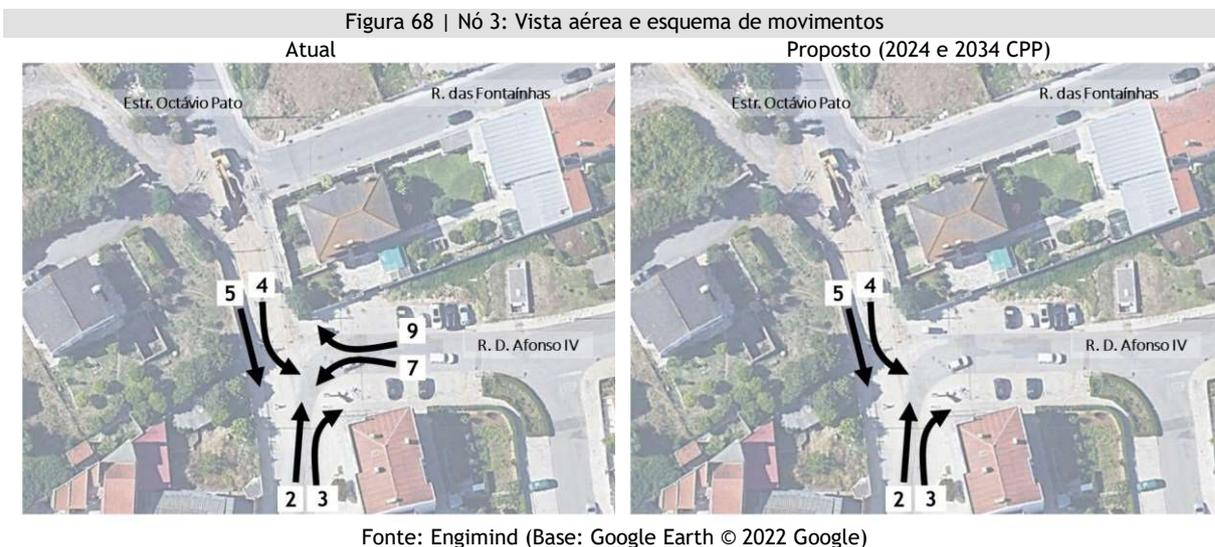 Figura 68 | Nó 3: Vista aérea e esquema de movimentos
Atual
Estr. Octávio Pato
R. das Fontaínhas
5
4
9
R. D. Afonso IV
7
2
3
Proposto (2024 e 2034 CPP)
Estr. Octávio Pato
R. das Fontaínhas
5
4
R. D. Afonso IV
2
3
Fonte: Engimind (Base: Google Earth © 2022 Google)